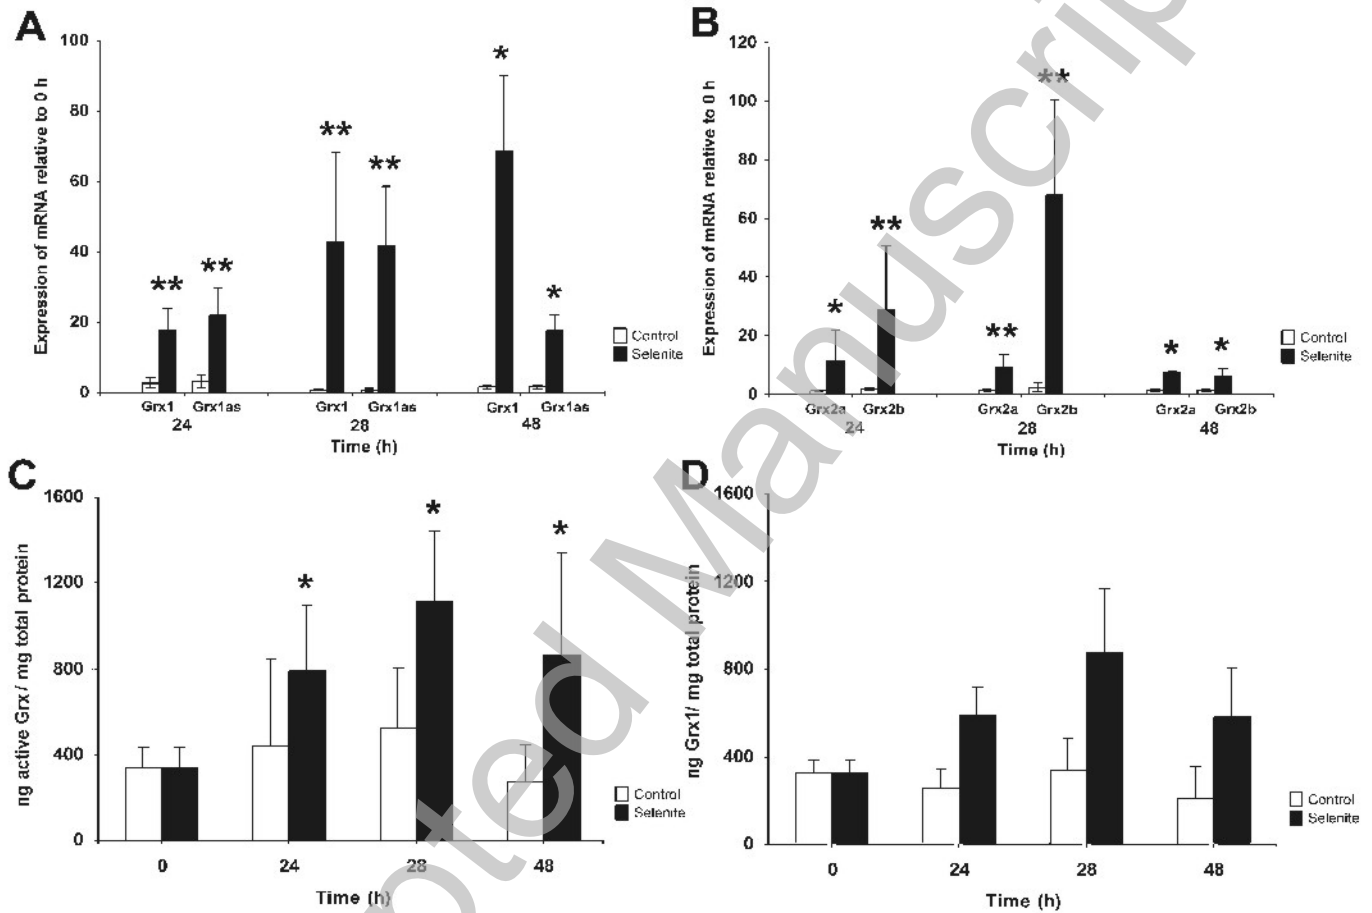 A
Expression of mRNA relative to 0 h
100
80
60
40
20
0
**
**
**
**
*
*
Grx1 Grx1as Grx1 Grx1as Grx1 Grx1as
24 28 48
Time (h)
Control
Selenite
B
Expression of mRNA relative to 0 h
120
100
80
60
40
20
0
*
**
**
**
*
*
Grx2a Grx2b Grx2a Grx2b Grx2a Grx2b
24 28 48
Time (h)
Control
Selenite
C
ng active Grx / mg total protein
1600
1200
800
400
0
*
*
*
0 24 28 48
Time (h)
Control
Selenite
D
ng Grx1/ mg total protein
1600
1200
800
400
0
0 24 28 48
Time (h)
Control
Selenite
pted Manuscrip